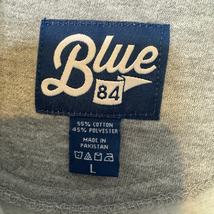 Blue
84
55% COTTON
45% POLYESTER
MADE IN
PAKISTAN
L